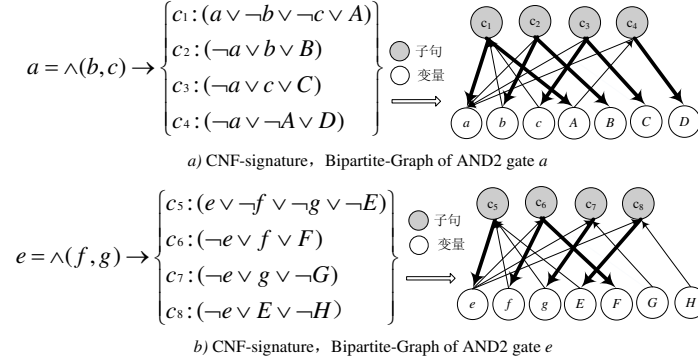 a = ∧(b, c) →
c₁: (a ∨ ¬b ∨ ¬c ∨ A)
c₂: (¬a ∨ b ∨ B)
c₃: (¬a ∨ c ∨ C)
c₄: (¬a ∨ ¬A ∨ D)
子句
变量
c₁ c₂ c₃ c₄
a b c A B C D
a) CNF-signature，Bipartite-Graph of AND2 gate a
e = ∧(f, g) →
c₅: (e ∨ ¬f ∨ ¬g ∨ ¬E)
c₆: (¬e ∨ f ∨ F)
c₇: (¬e ∨ g ∨ ¬G)
c₈: (¬e ∨ E ∨ ¬H）
子句
变量
c₅ c₆ c₇ c₈
e f g E F G H
b) CNF-signature，Bipartite-Graph of AND2 gate e